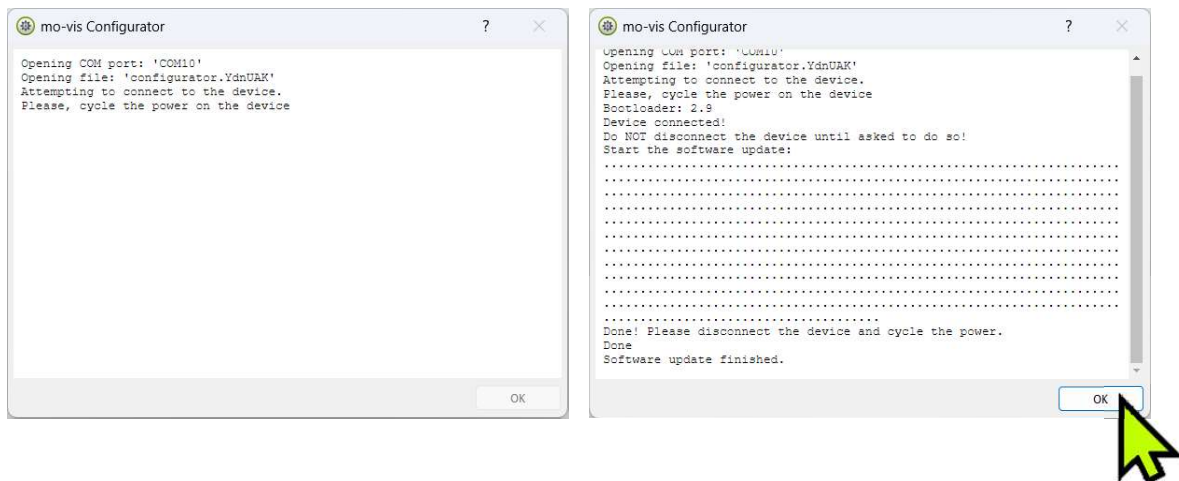 mo-vis Configurator
?
Opening COM port: 'COM10'
Opening file: 'configurator.YdnUAK'
Attempting to connect to the device.
Please, cycle the power on the device
OK
mo-vis Configurator
?
Opening COM port: 'COM10'
Opening file: 'configurator.YdnUAK'
Attempting to connect to the device.
Please, cycle the power on the device
Bootloader: 2.9
Device connected!
Do NOT disconnect the device until asked to do so!
Start the software update:
.......................................................................
.......................................................................
.......................................................................
.......................................................................
.......................................................................
.......................................................................
.......................................................................
.......................................................................
.......................................................................
.......................................................................
.......................................................................
......................................
Done! Please disconnect the device and cycle the power.
Done
Software update finished.
OK